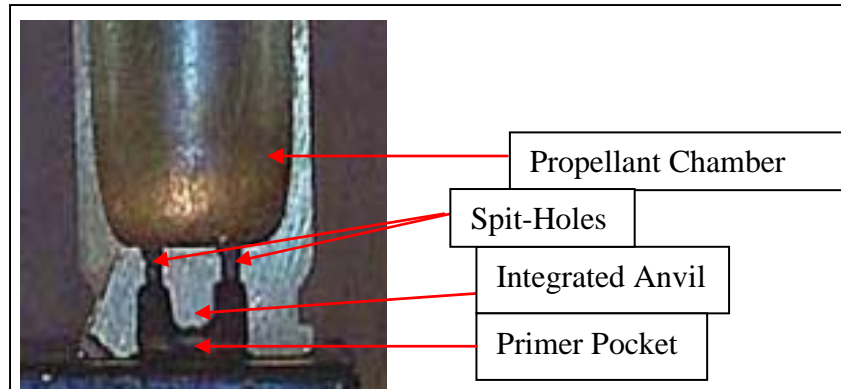 Propellant Chamber
Spit-Holes
Integrated Anvil
Primer Pocket